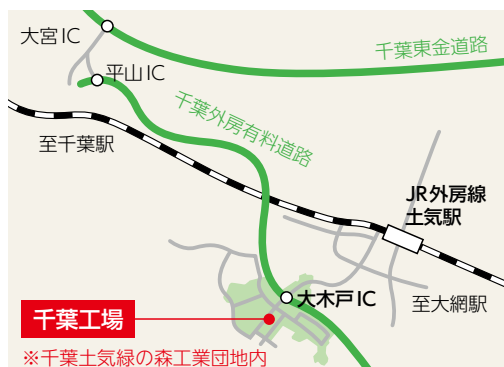 大宮IC
千葉東金道路
平山IC
千葉外房有料道路
至千葉駅
JR外房線
土気駅
大木戸IC
至大網駅
千葉工場
※千葉土気緑の森工業団地内